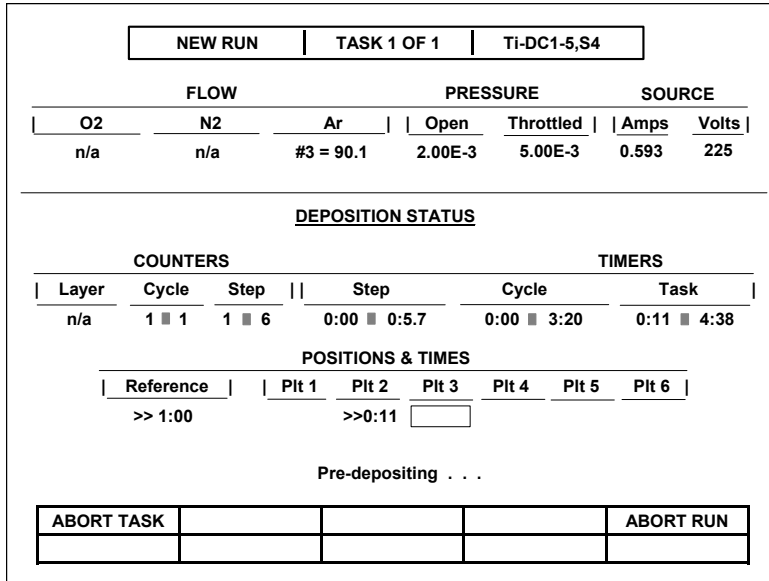 NEW RUN | TASK 1 OF 1 | Ti-DC1-5,S4
FLOW PRESSURE SOURCE
| O2 N2 Ar | | Open Throttled | | Amps Volts |
n/a n/a #3 = 90.1 2.00E-3 5.00E-3 0.593 225
DEPOSITION STATUS
COUNTERS TIMERS
| Layer Cycle Step | | Step Cycle Task |
n/a 1 ■ 1 1 ■ 6 0:00 ■ 0:5.7 0:00 ■ 3:20 0:11 ■ 4:38
POSITIONS & TIMES
| Reference | | Plt 1 Plt 2 Plt 3 Plt 4 Plt 5 Plt 6 |
>> 1:00 >>0:11
Pre-depositing . . .
ABORT TASK ABORT RUN